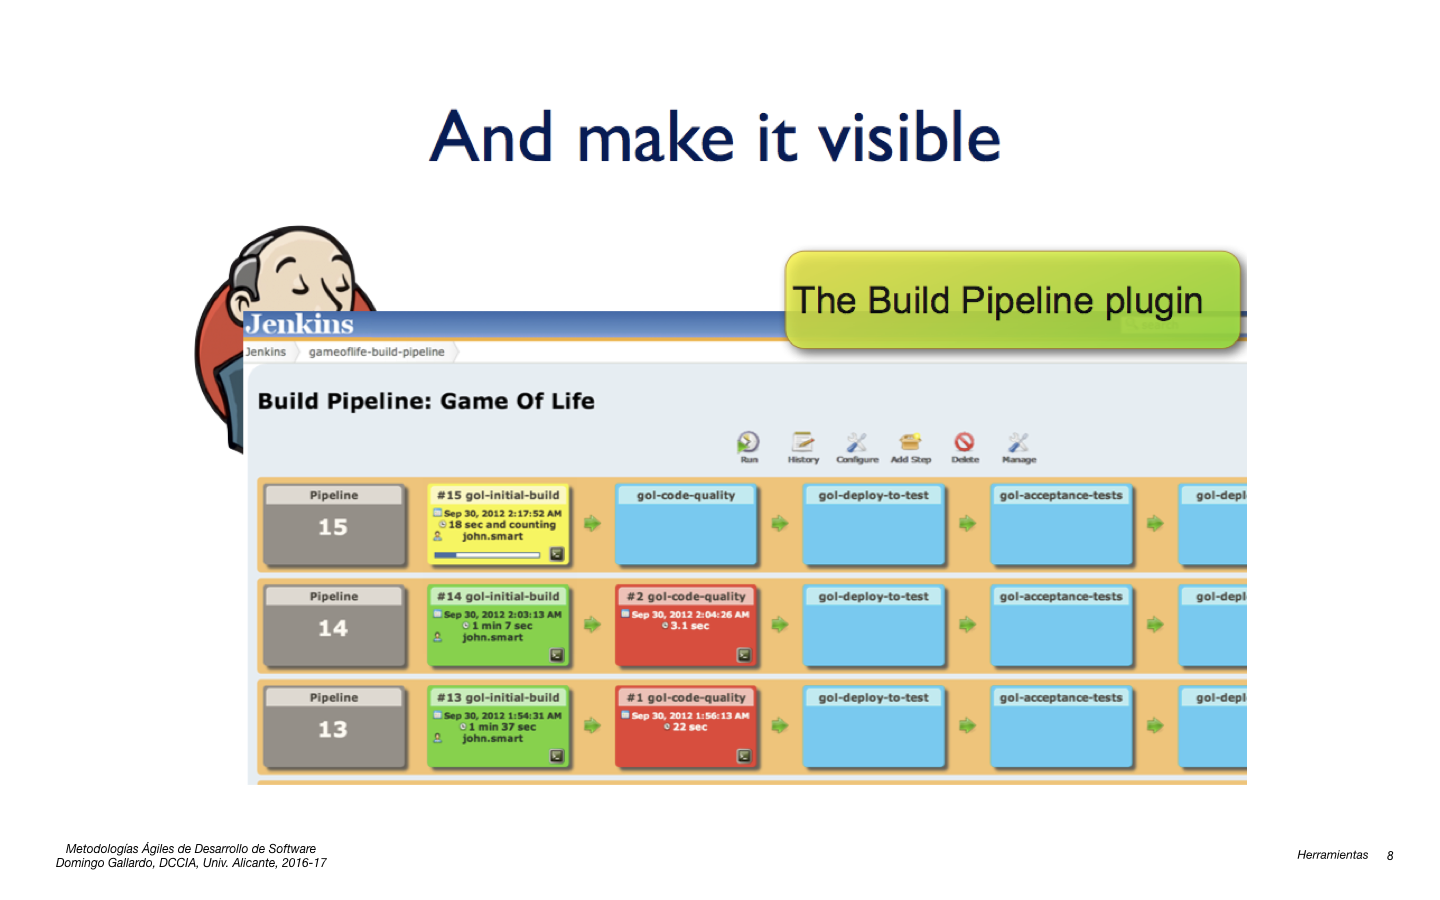 And make it visible
The Build Pipeline plugin
Jenkins
Jenkins gameoflife-build-pipeline
Build Pipeline: Game Of Life
Run History Configure Add Step Delete Manage
Pipeline
15
#15 gol-initial-build
Sep 30, 2012 2:17:52 AM
18 sec and counting
john.smart
gol-code-quality
gol-deploy-to-test
gol-acceptance-tests
gol-depl
Pipeline
14
#14 gol-initial-build
Sep 30, 2012 2:03:13 AM
1 min 7 sec
john.smart
#2 gol-code-quality
Sep 30, 2012 2:04:26 AM
3.1 sec
gol-deploy-to-test
gol-acceptance-tests
gol-depl
Pipeline
13
#13 gol-initial-build
Sep 30, 2012 1:54:31 AM
1 min 37 sec
john.smart
#1 gol-code-quality
Sep 30, 2012 1:56:13 AM
22 sec
gol-deploy-to-test
gol-acceptance-tests
gol-depl
Metodologías Ágiles de Desarrollo de Software
Domingo Gallardo, DCCIA, Univ. Alicante, 2016-17
Herramientas 8